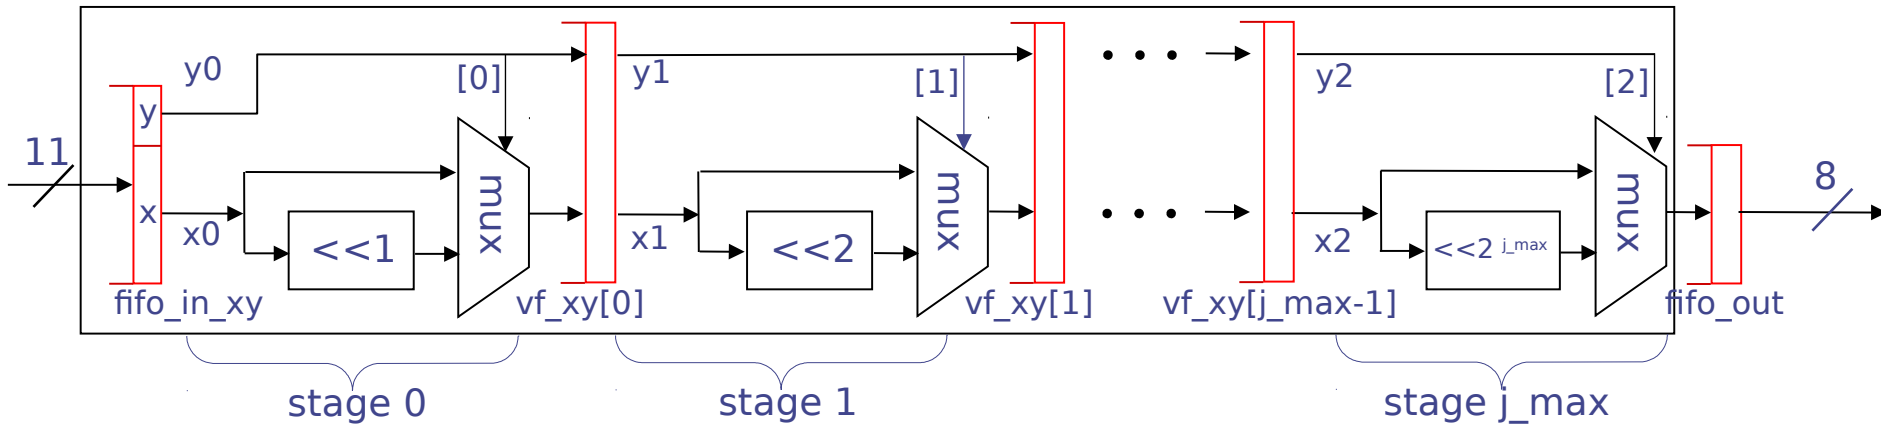 y0
[0]
y1
[1]
y2
[2]
y
11
mux
mux
mux
8
x
x0
<<1
x1
<<2
x2
<<2 j_max
fifo_in_xy
vf_xy[0]
vf_xy[1]
vf_xy[j_max-1]
fifo_out
stage 0
stage 1
stage j_max